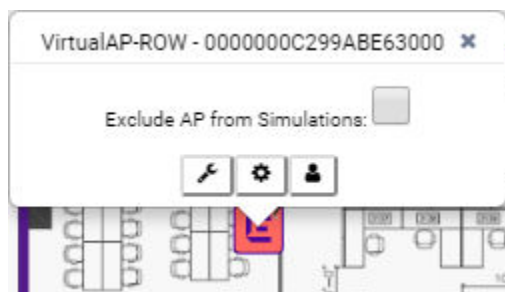 VirtualAP-ROW - 0000000C299ABE63000 ×
Exclude AP from Simulations: